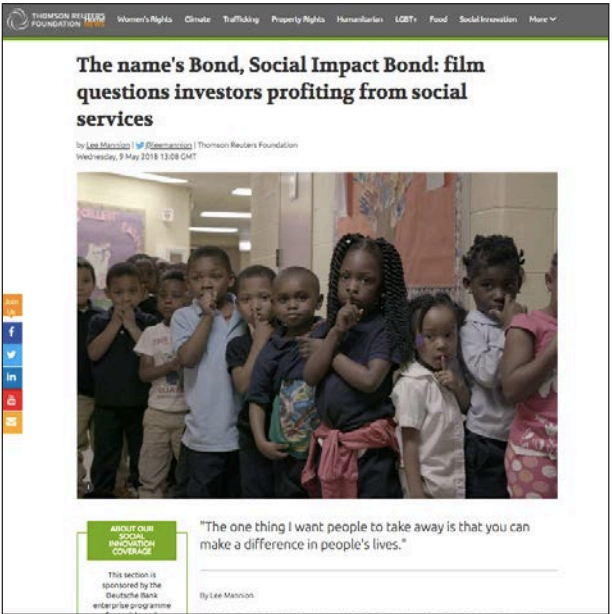 THOMSON REUTERS
FOUNDATION NEWS
Women's Rights Climate Trafficking Property Rights Humanitarian LGBT+ Food Social Innovation More
The name's Bond, Social Impact Bond: film
questions investors profiting from social
services
by Lee Mannion | @leemannion | Thomson Reuters Foundation
Wednesday, 9 May 2018 13:08 GMT
Join
Us
f
in
ABOUT OUR
SOCIAL
INNOVATION
COVERAGE
"The one thing I want people to take away is that you can
make a difference in people's lives."
This section is
sponsored by the
Deutsche Bank
enterprise programme
By Lee Mannion